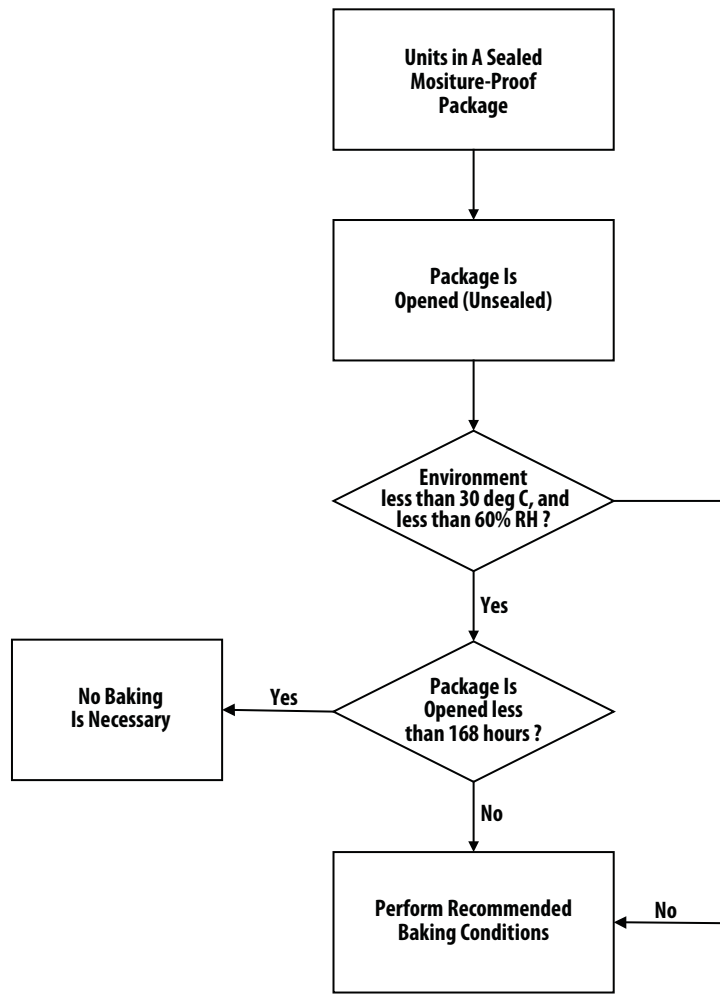 Units in A Sealed
Mositure-Proof
Package
Package Is
Opened (Unsealed)
Environment
less than 30 deg C, and
less than 60% RH ?
Yes
No Baking
Is Necessary
Yes
Package Is
Opened less
than 168 hours ?
No
Perform Recommended
Baking Conditions
No